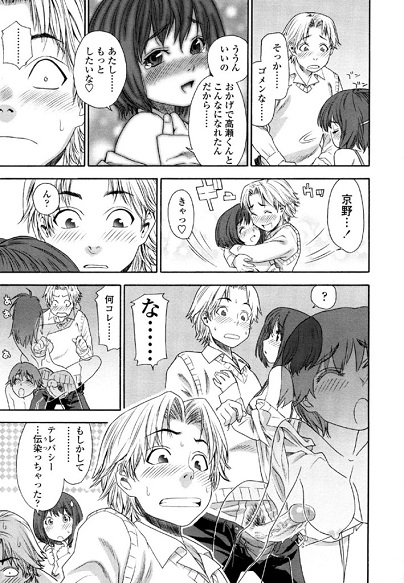 そっか…
ゴメンな…
ううん
いいの
おかげで高瀬くんと
こんなになれたん
だから……
あたし…
もっと
したいな♡
………
京野…!
きゃっ♡
ん?
?
な……
何コレ……
もしかして
テレパシー
…伝染っちゃった?